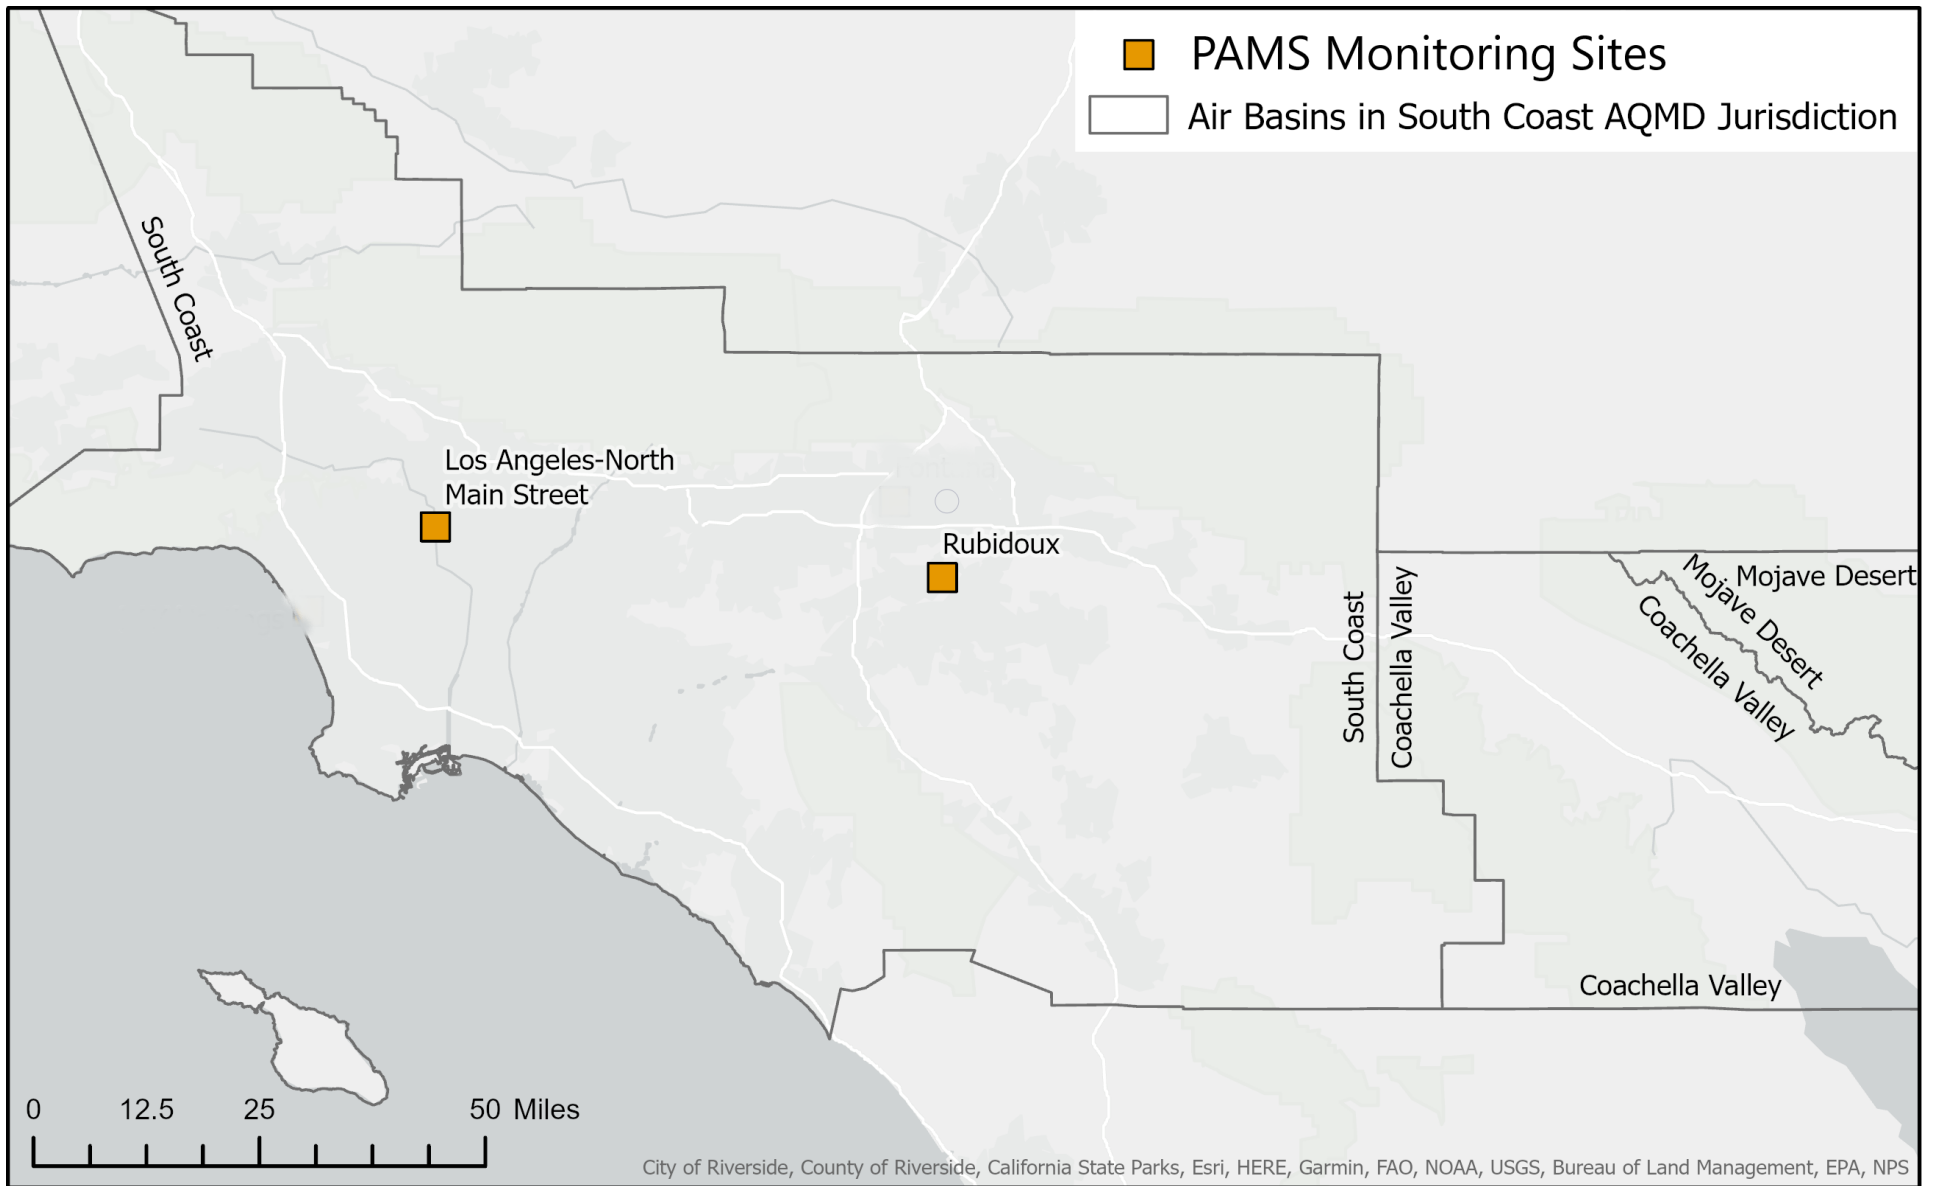 PAMS Monitoring Sites
Air Basins in South Coast AQMD Jurisdiction
South Coast
Los Angeles-North
Main Street
Rubidoux
South Coast
Coachella Valley
Mojave Desert
Mojave Desert
Coachella Valley
Coachella Valley
0 12.5 25 50 Miles
City of Riverside, County of Riverside, California State Parks, Esri, HERE, Garmin, FAO, NOAA, USGS, Bureau of Land Management, EPA, NPS